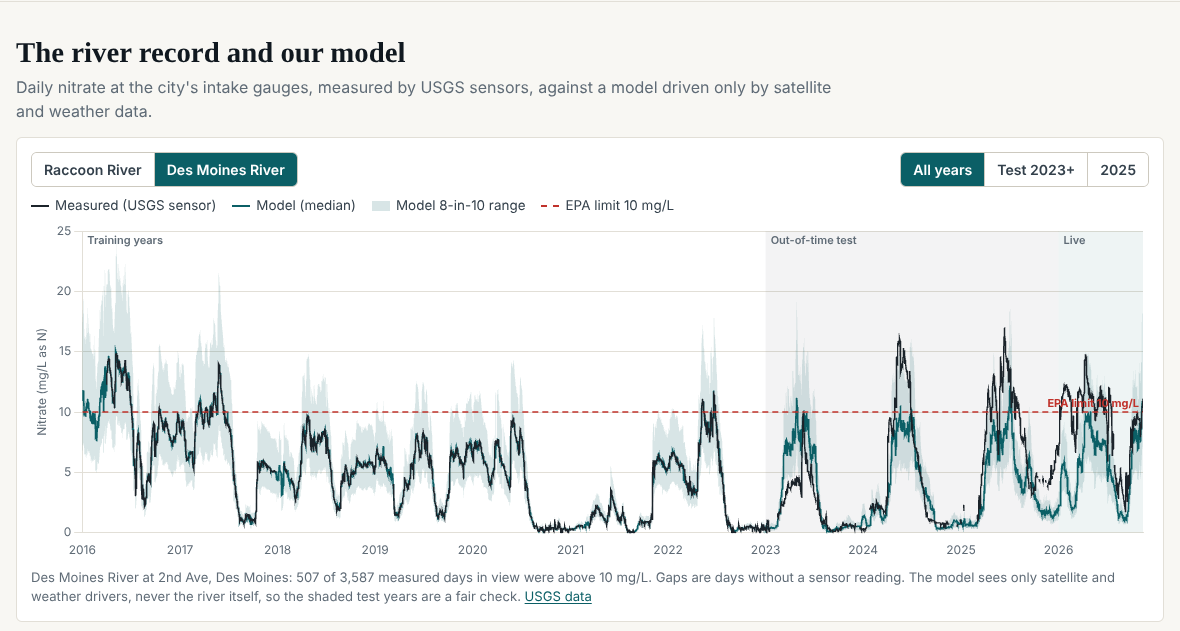 The river record and our model
Daily nitrate at the city's intake gauges, measured by USGS sensors, against a model driven only by satellite
and weather data.
Raccoon River Des Moines River All years Test 2023+ 2025
Measured (USGS sensor) Model (median) Model 8-in-10 range EPA limit 10 mg/L
25
Training years Out-of-time test Live
20
15
Nitrate (mg/L as N)
EPA limit 10 mg/L
10
5
0
2016 2017 2018 2019 2020 2021 2022 2023 2024 2025 2026
Des Moines River at 2nd Ave, Des Moines: 507 of 3,587 measured days in view were above 10 mg/L. Gaps are days without a sensor reading. The model sees only satellite and
weather drivers, never the river itself, so the shaded test years are a fair check. USGS data